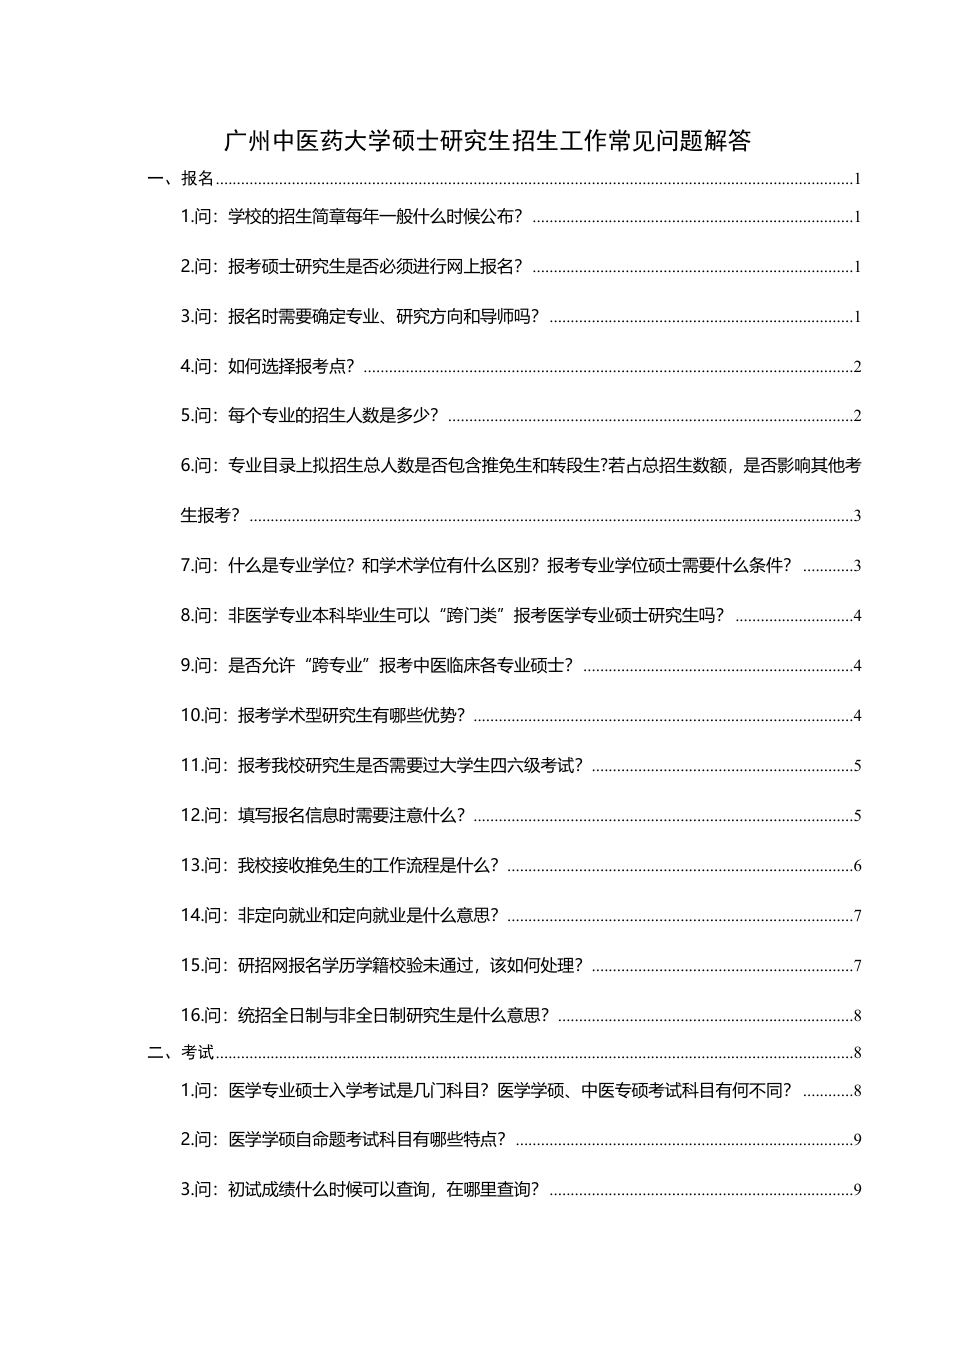 广州中医药大学硕士研究生招生工作常见问题解答
一、报名........................................................................1
1.问：学校的招生简章每年一般什么时候公布？........................................1
2.问：报考硕士研究生是否必须进行网上报名？........................................1
3.问：报名时需要确定专业、研究方向和导师吗？......................................1
4.问：如何选择报考点？............................................................2
5.问：每个专业的招生人数是多少？..................................................2
6.问：专业目录上拟招生总人数是否包含推免生和转段生?若占总招生数额，是否影响其他考
生报考？..........................................................................3
7.问：什么是专业学位？和学术学位有什么区别？报考专业学位硕士需要什么条件？............3
8.问：非医学专业本科毕业生可以“跨门类”报考医学专业硕士研究生吗？....................4
9.问：是否允许“跨专业”报考中医临床各专业硕士？....................................4
10.问：报考学术型研究生有哪些优势？................................................4
11.问：报考我校研究生是否需要过大学生四六级考试？..................................5
12.问：填写报名信息时需要注意什么？................................................5
13.问：我校接收推免生的工作流程是什么？............................................6
14.问：非定向就业和定向就业是什么意思？............................................7
15.问：研招网报名学历学籍校验未通过，该如何处理？..................................7
16.问：统招全日制与非全日制研究生是什么意思？......................................8
二、考试........................................................................8
1.问：医学专业硕士入学考试是几门科目？医学学硕、中医专硕考试科目有何不同？............8
2.问：医学学硕自命题考试科目有哪些特点？..........................................9
3.问：初试成绩什么时候可以查询，在哪里查询？......................................9